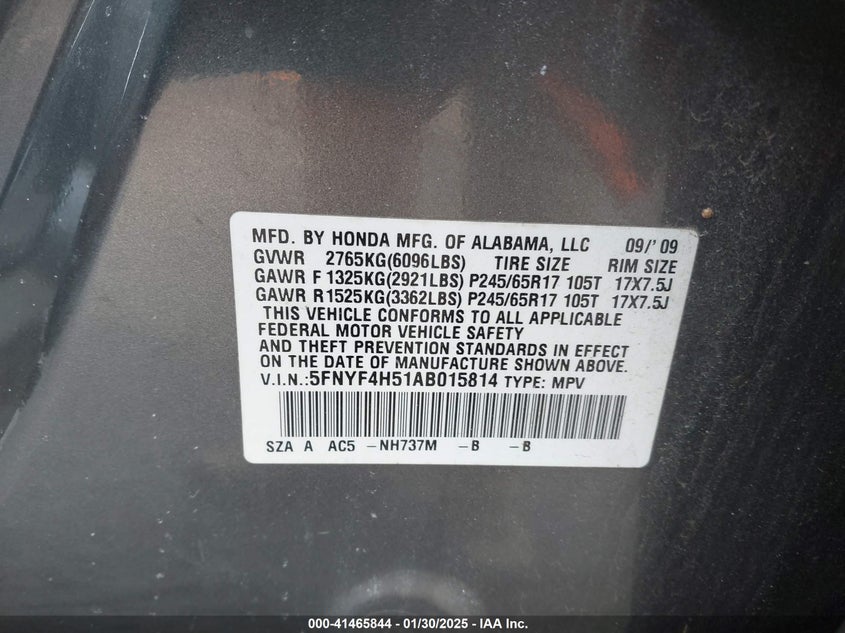 MFD. BY HONDA MFG. OF ALABAMA, LLC 09/'09
GVWR 2765KG(6096LBS) TIRE SIZE RIM SIZE
GAWR F 1325KG(2921LBS) P245/65R17 105T 17X7.5J
GAWR R1525KG(3362LBS) P245/65R17 105T 17X7.5J
THIS VEHICLE CONFORMS TO ALL APPLICABLE
FEDERAL MOTOR VEHICLE SAFETY
AND THEFT PREVENTION STANDARDS IN EFFECT
ON THE DATE OF MANUFACTURE SHOWN ABOVE.
V.I.N.:5FNYF4H51AB015814 TYPE: MPV
SZA A AC5 -NH737M -B -B
000-41465844 - 01/30/2025 - IAA Inc.